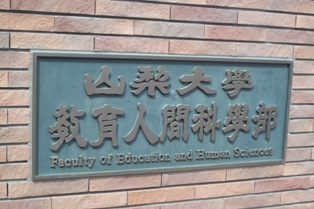 山梨大學
教育人間科學部
Faculty of Education and Human Sciences